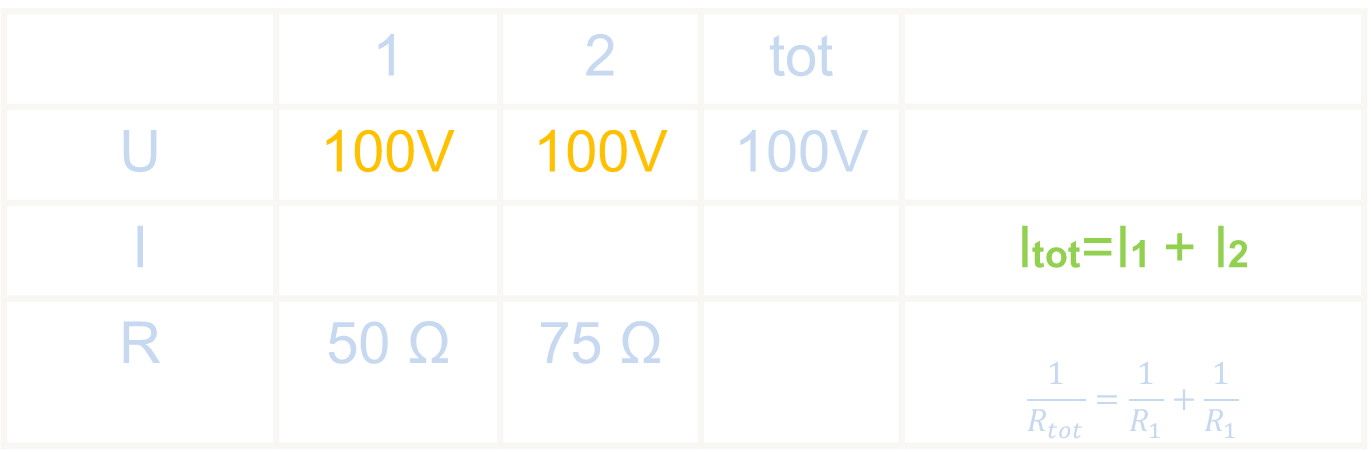 1 2 tot
U 100V 100V 100V
I Itot=I1 + I2
R 50 Ω 75 Ω
1/Rtot = 1/R1 + 1/R1